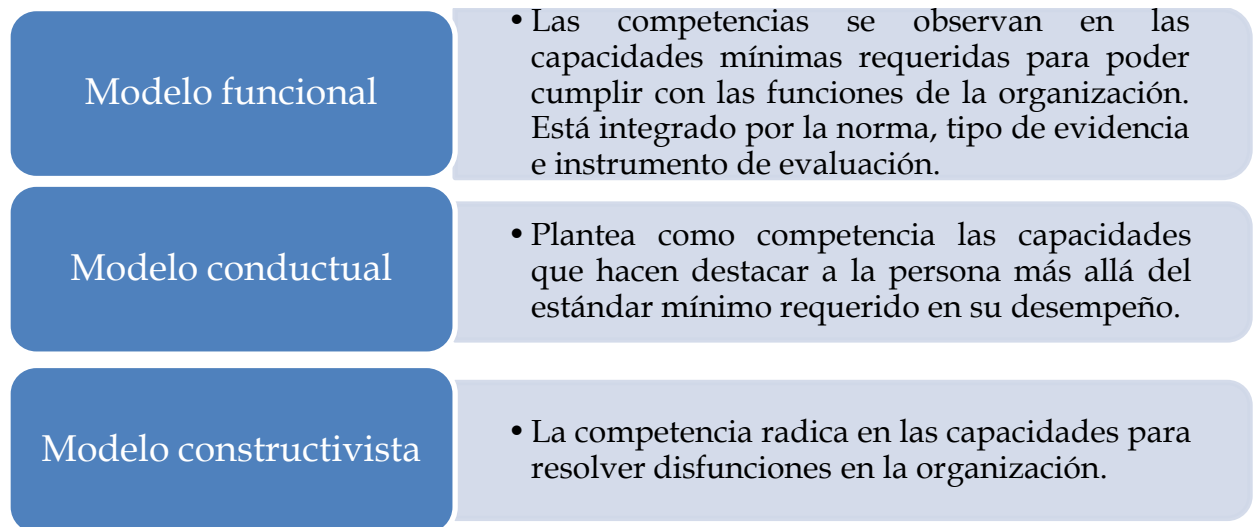 Modelo funcional
• Las competencias se observan en las
capacidades mínimas requeridas para poder
cumplir con las funciones de la organización.
Está integrado por la norma, tipo de evidencia
e instrumento de evaluación.
Modelo conductual
• Plantea como competencia las capacidades
que hacen destacar a la persona más allá del
estándar mínimo requerido en su desempeño.
Modelo constructivista
• La competencia radica en las capacidades para
resolver disfunciones en la organización.